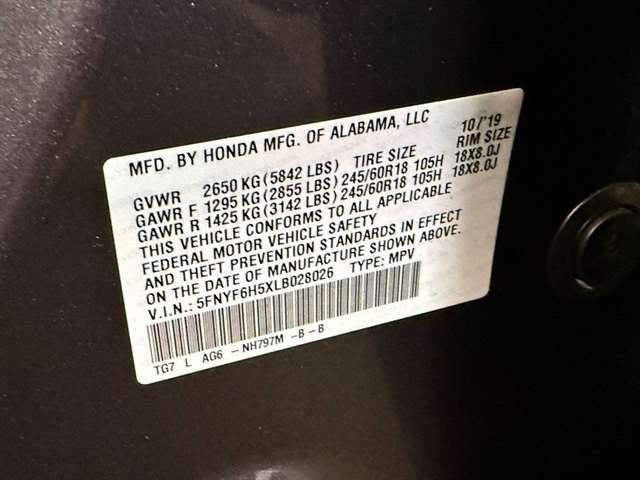 MFD. BY HONDA MFG. OF ALABAMA, LLC 10/'19
GVWR 2650 KG (5842 LBS) TIRE SIZE RIM SIZE
GAWR F 1295 KG (2855 LBS) 245/60R18 105H 18X8.0J
GAWR R 1425 KG (3142 LBS) 245/60R18 105H 18X8.0J
THIS VEHICLE CONFORMS TO ALL APPLICABLE
FEDERAL MOTOR VEHICLE SAFETY
AND THEFT PREVENTION STANDARDS IN EFFECT
ON THE DATE OF MANUFACTURE SHOWN ABOVE.
V.I.N.: 5FNYF6H5XLB028026 TYPE: MPV
TG7 L AG6 -NH797M -B-B